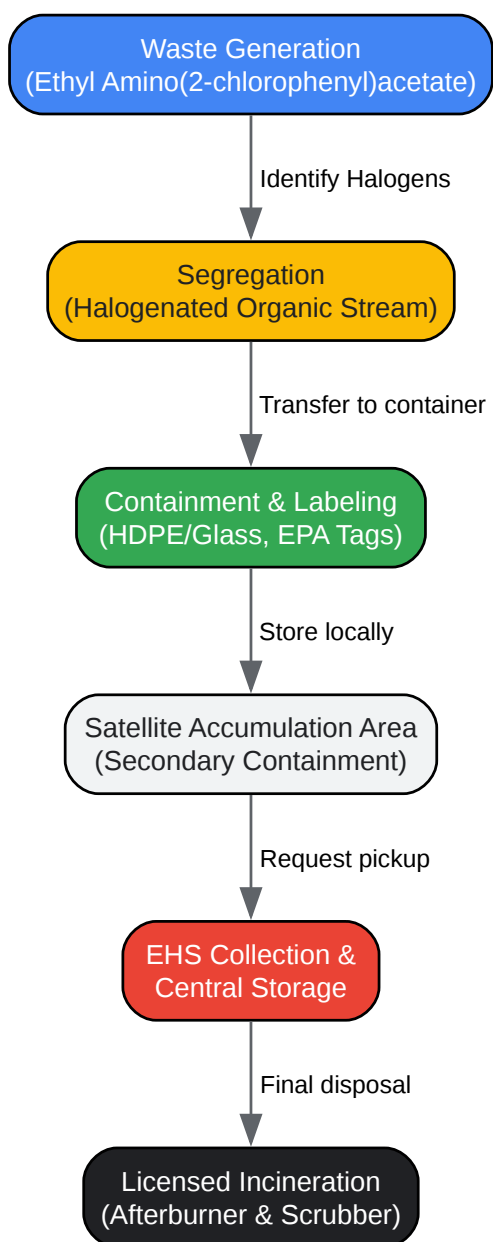 Waste Generation
(Ethyl Amino(2-chlorophenyl)acetate)
Identify Halogens
Segregation
(Halogenated Organic Stream)
Transfer to container
Containment & Labeling
(HDPE/Glass, EPA Tags)
Store locally
Satellite Accumulation Area
(Secondary Containment)
Request pickup
EHS Collection &
Central Storage
Final disposal
Licensed Incineration
(Afterburner & Scrubber)